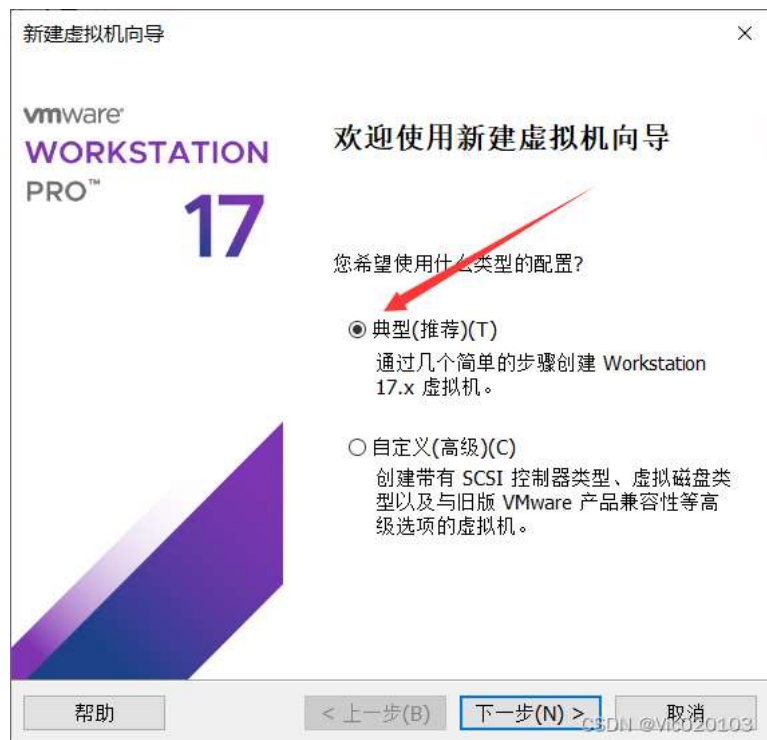 新建虚拟机向导
vmware
WORKSTATION
PRO™
17
欢迎使用新建虚拟机向导
您希望使用什么类型的配置?
典型(推荐)(T)
通过几个简单的步骤创建 Workstation
17.x 虚拟机。
自定义(高级)(C)
创建带有 SCSI 控制器类型、虚拟磁盘类
型以及与旧版 VMware 产品兼容性等高
级选项的虚拟机。
帮助
< 上一步(B)
下一步(N) >
取消
CSDN @Vito20103